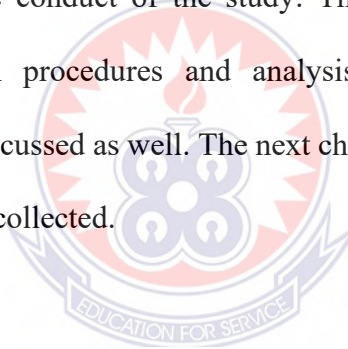 conduct of the study. Th
procedures and analysis
cussed as well. The next ch
collected.
EDUCATION FOR SERVICE